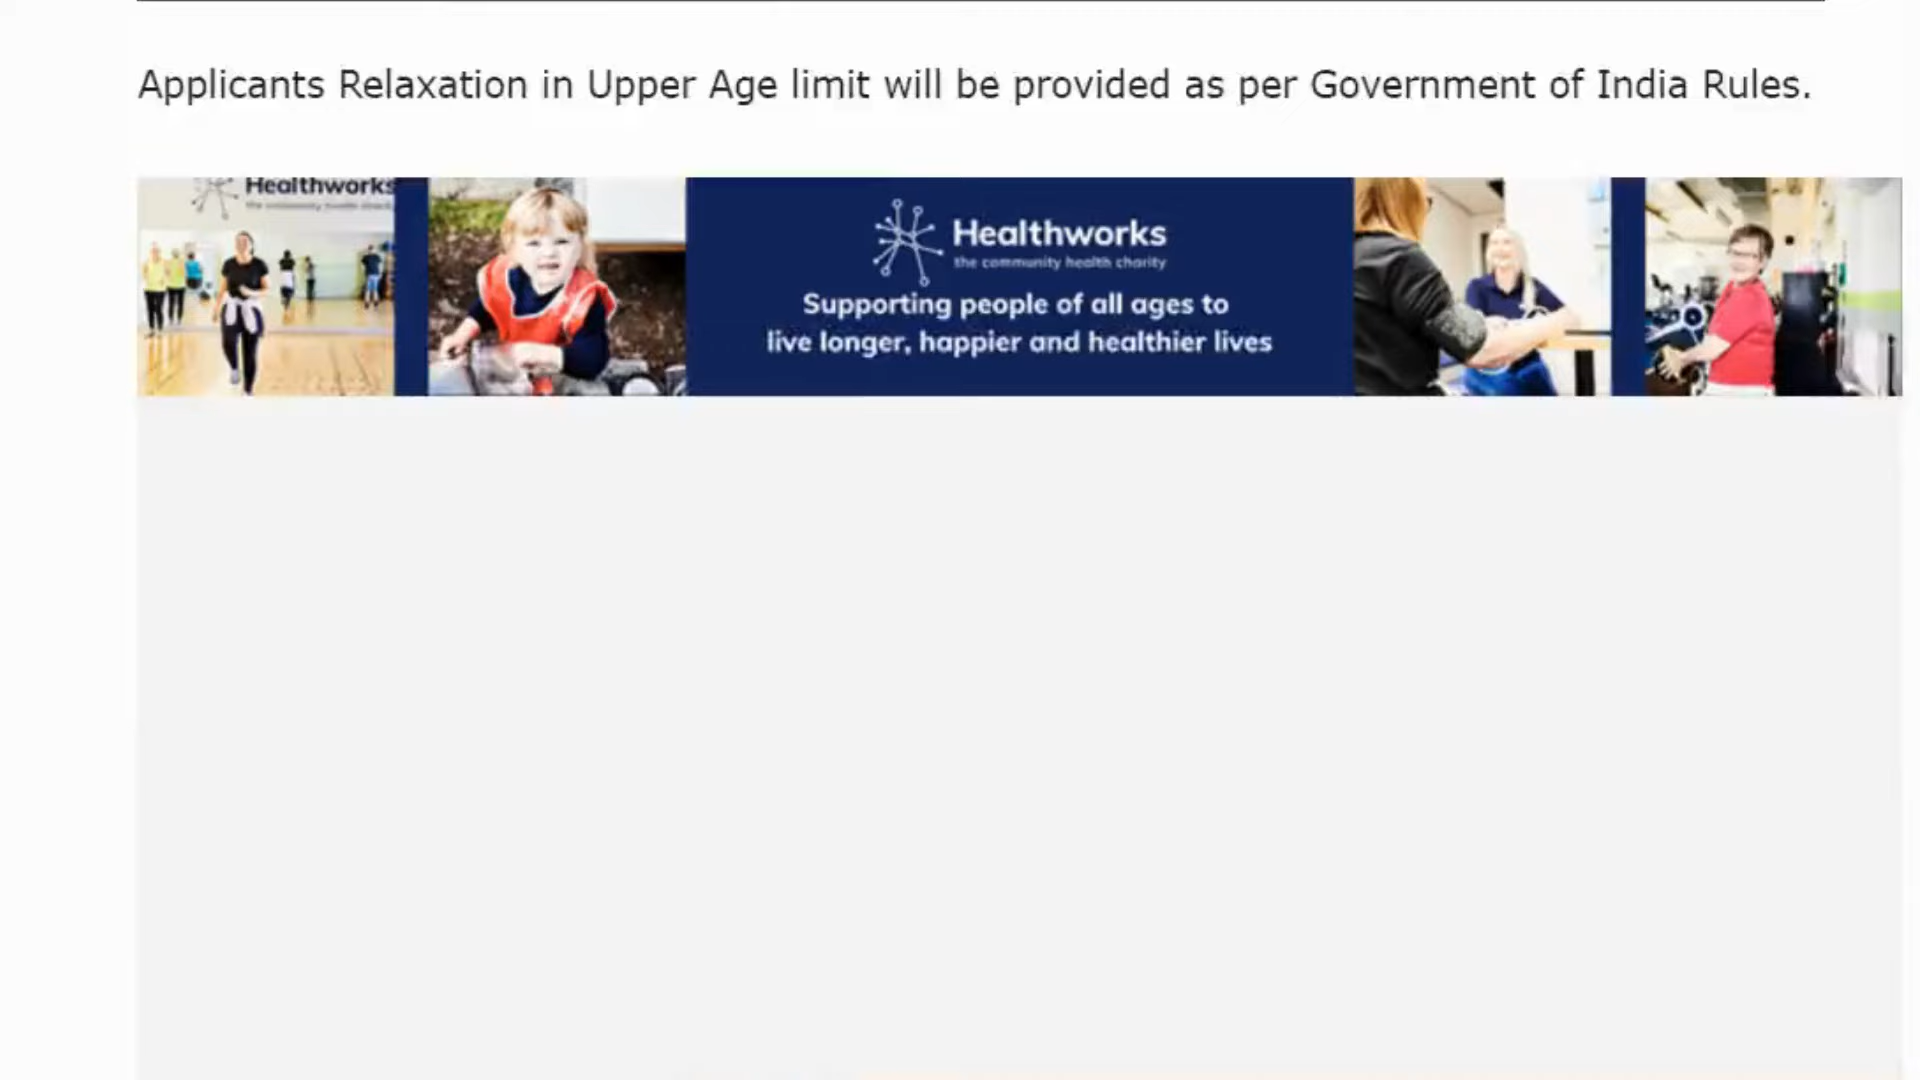 Applicants Relaxation in Upper Age limit will be provided as per Government of India Rules.
Healthworks
Healthworks
the community health charity
Supporting people of all ages to
live longer, happier and healthier lives